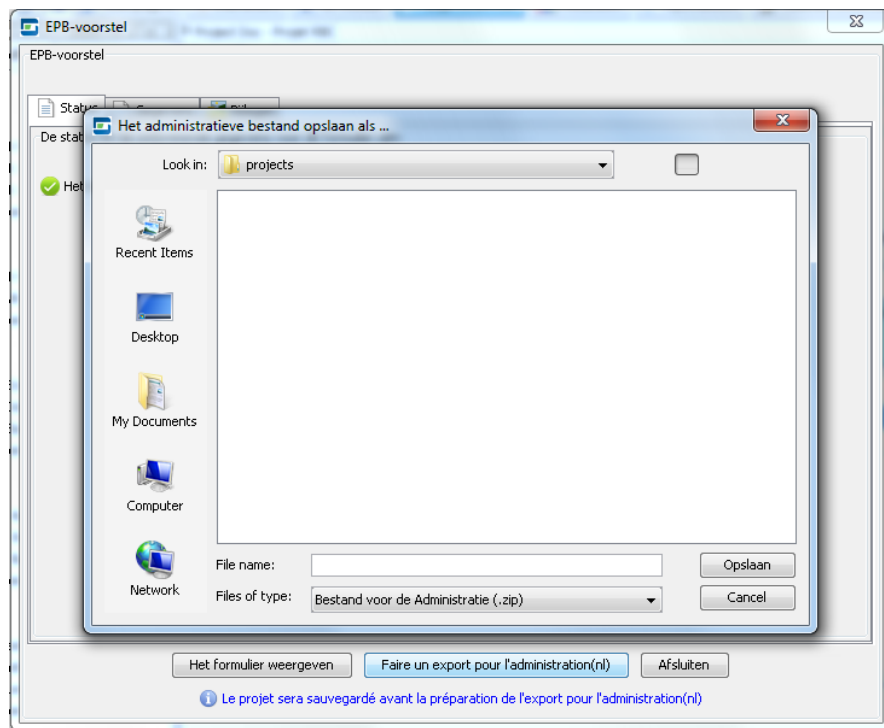 EPB-voorstel
EPB-voorstel
Status
De stat
Het administratieve bestand opslaan als ...
Het
Look in: projects
Recent Items
Desktop
My Documents
Computer
Network
File name: Opslaan
Files of type: Bestand voor de Administratie (.zip) Cancel
Het formulier weergeven Faire un export pour l'administration(nl) Afsluiten
Le projet sera sauvegardé avant la préparation de l'export pour l'administration(nl)